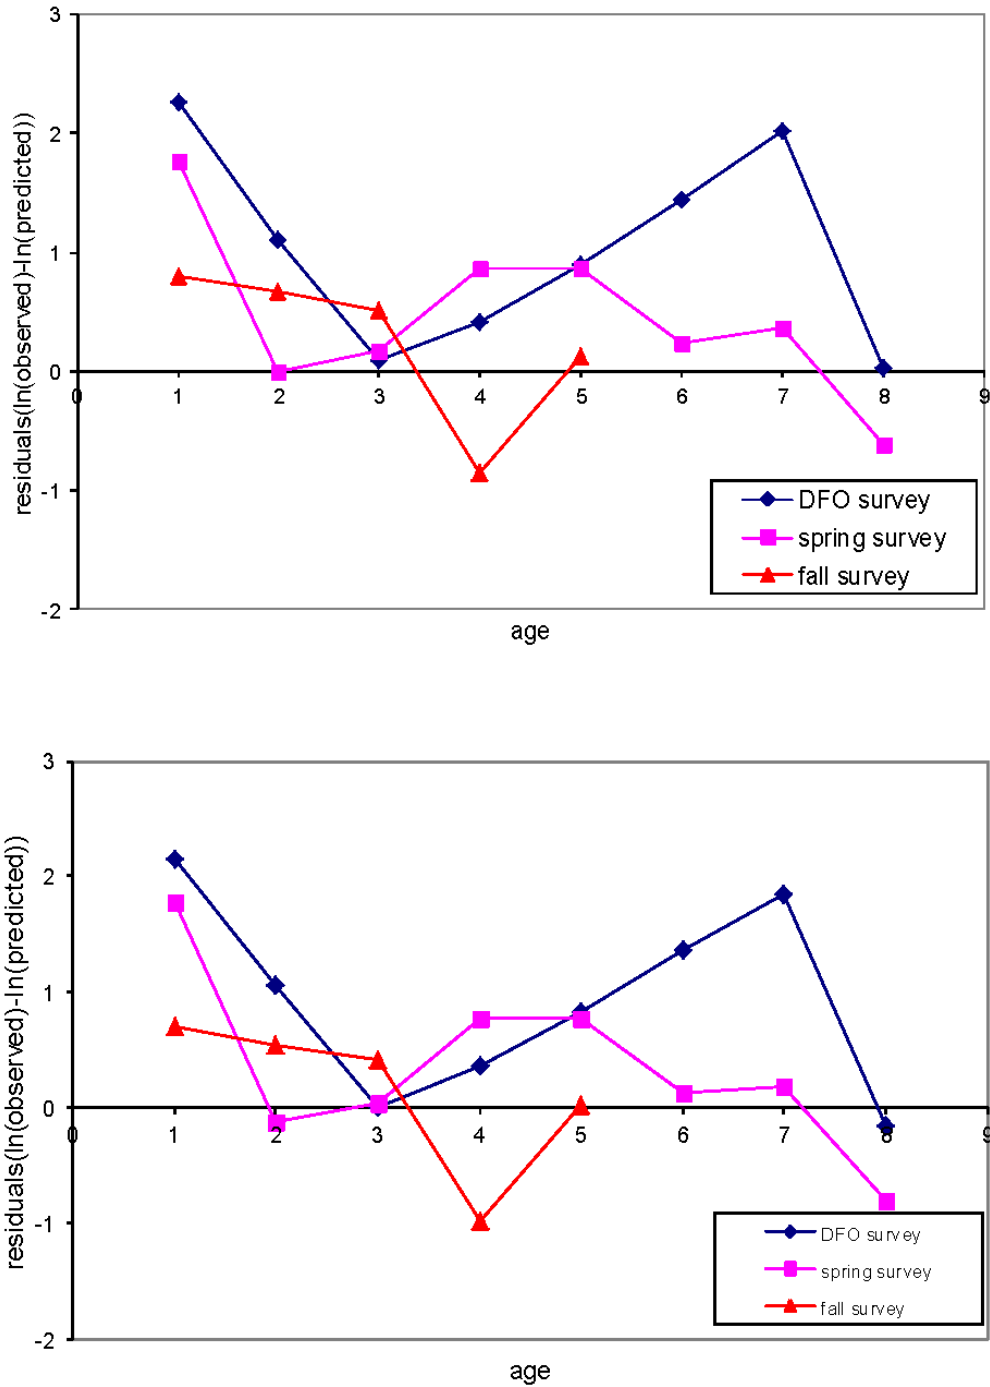 3
2
1
0
-1
-2
residuals(ln(observed)-ln(predicted))
0 1 2 3 4 5 6 7 8 9
DFO survey
spring survey
fall survey
age
3
2
1
0
-1
-2
residuals(ln(observed)-ln(predicted))
0 1 2 3 4 5 6 7 8 9
DFO survey
spring survey
fall survey
age